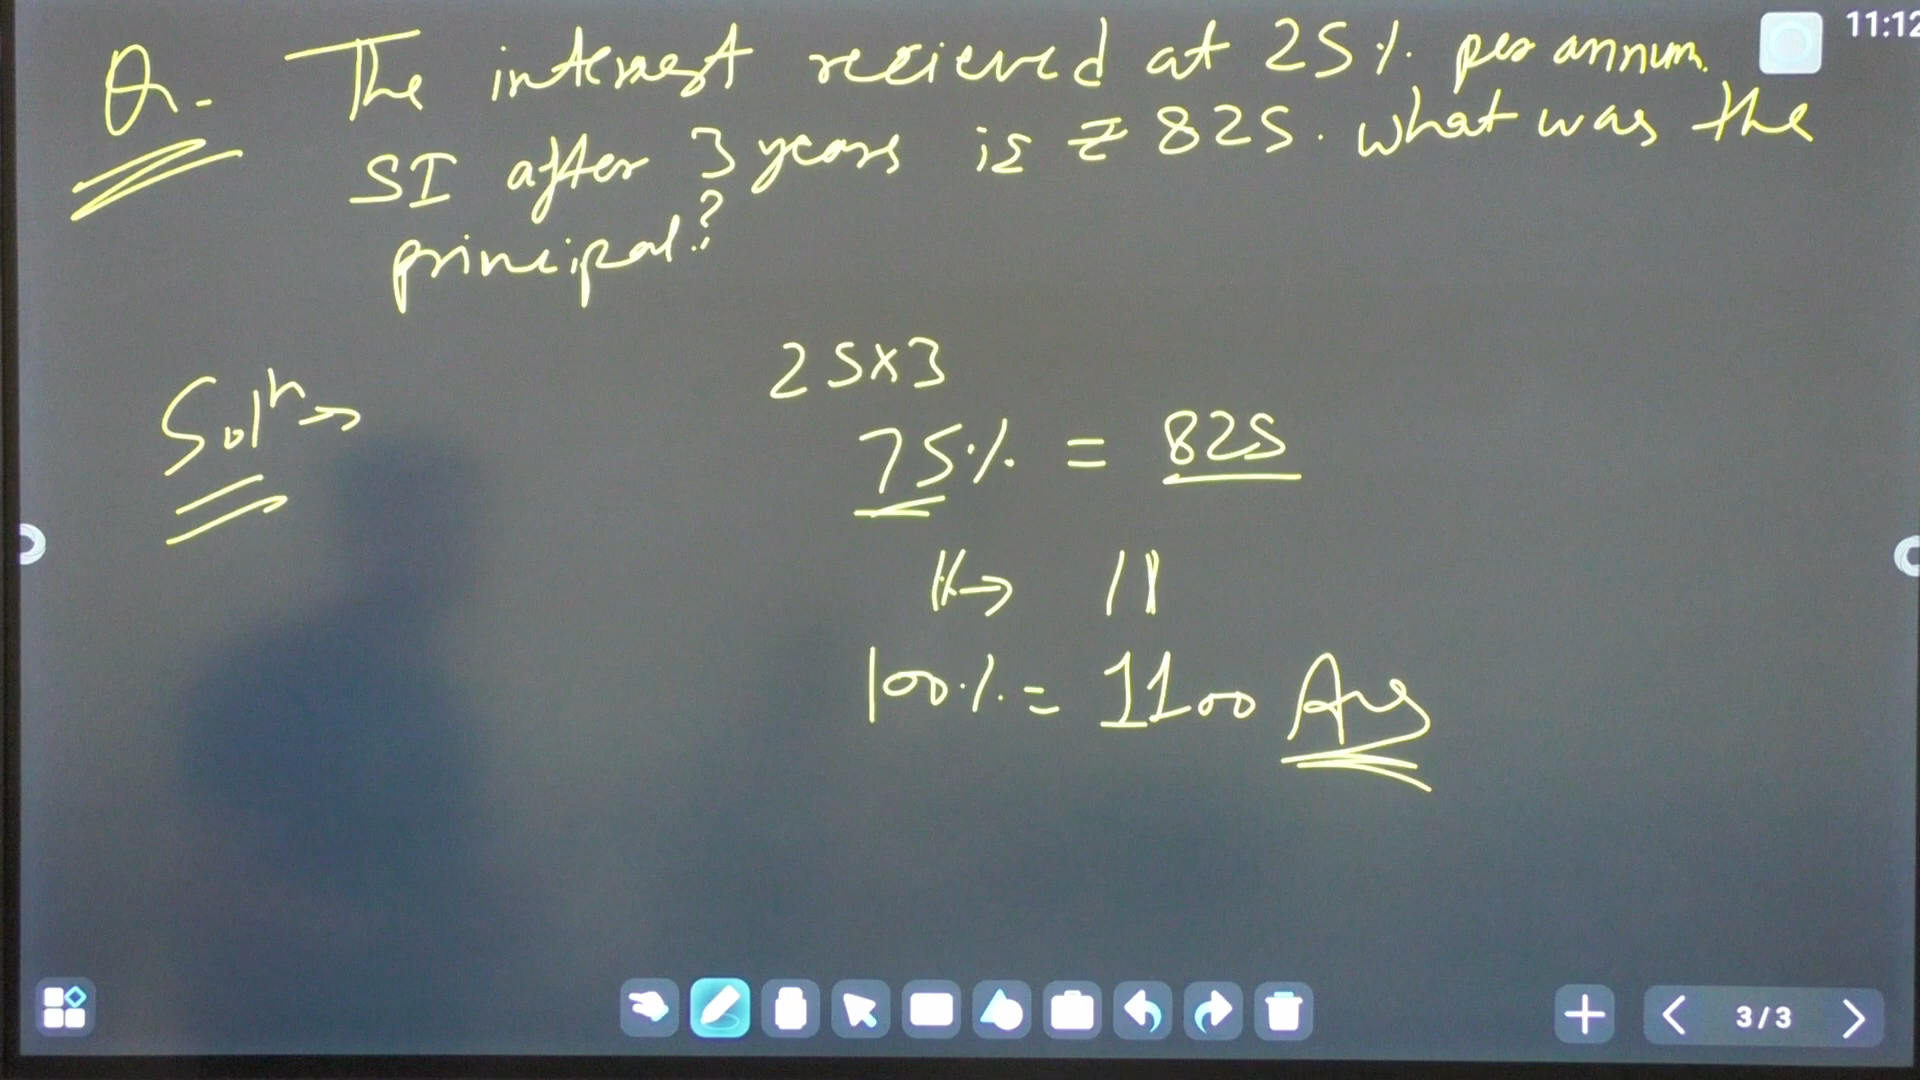 11:12
Q. The interest recieved at 25% per annum.
SI after 3 years is ₹ 825. what was the
principal?
Solⁿ→
25×3
75% = 825
1→ 11
100% = 1100 Ans
3/3